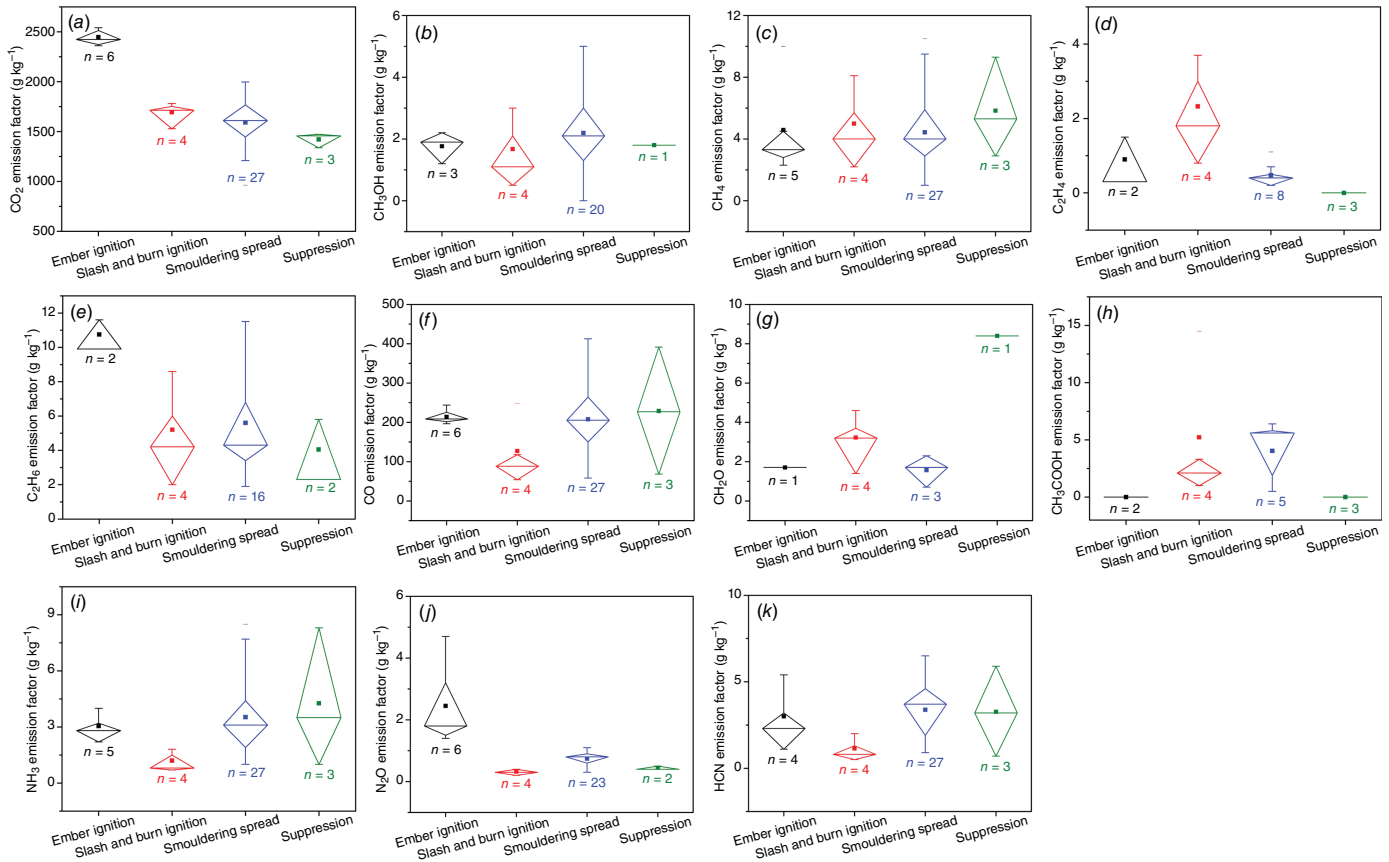 (a)
CO₂ emission factor (g kg⁻¹)
2500
2000
1500
1000
500
n = 6
n = 4
n = 27
n = 3
Ember ignition
Slash and burn ignition
Smouldering spread
Suppression
(b)
CH₃OH emission factor (g kg⁻¹)
6
4
2
0
n = 3
n = 4
n = 20
n = 1
Ember ignition
Slash and burn ignition
Smouldering spread
Suppression
(c)
CH₄ emission factor (g kg⁻¹)
12
10
8
6
4
2
0
n = 5
n = 4
n = 27
n = 3
Ember ignition
Slash and burn ignition
Smouldering spread
Suppression
(d)
C₂H₄ emission factor (g kg⁻¹)
4
2
0
n = 2
n = 4
n = 8
n = 3
Ember ignition
Slash and burn ignition
Smouldering spread
Suppression
(e)
C₂H₆ emission factor (g kg⁻¹)
12
10
8
6
4
2
0
n = 2
n = 4
n = 16
n = 2
Ember ignition
Slash and burn ignition
Smouldering spread
Suppression
(f)
CO emission factor (g kg⁻¹)
500
400
300
200
100
0
n = 6
n = 4
n = 27
n = 3
Ember ignition
Slash and burn ignition
Smouldering spread
Suppression
(g)
CH₂O emission factor (g kg⁻¹)
10
8
6
4
2
0
n = 1
n = 4
n = 3
n = 1
Ember ignition
Slash and burn ignition
Smouldering spread
Suppression
(h)
CH₃COOH emission factor (g kg⁻¹)
15
10
5
0
n = 2
n = 4
n = 5
n = 3
Ember ignition
Slash and burn ignition
Smouldering spread
Suppression
(i)
NH₃ emission factor (g kg⁻¹)
9
6
3
0
n = 5
n = 4
n = 27
n = 3
Ember ignition
Slash and burn ignition
Smouldering spread
Suppression
(j)
N₂O emission factor (g kg⁻¹)
6
4
2
0
n = 6
n = 4
n = 23
n = 2
Ember ignition
Slash and burn ignition
Smouldering spread
Suppression
(k)
HCN emission factor (g kg⁻¹)
10
5
0
n = 4
n = 4
n = 27
n = 3
Ember ignition
Slash and burn ignition
Smouldering spread
Suppression